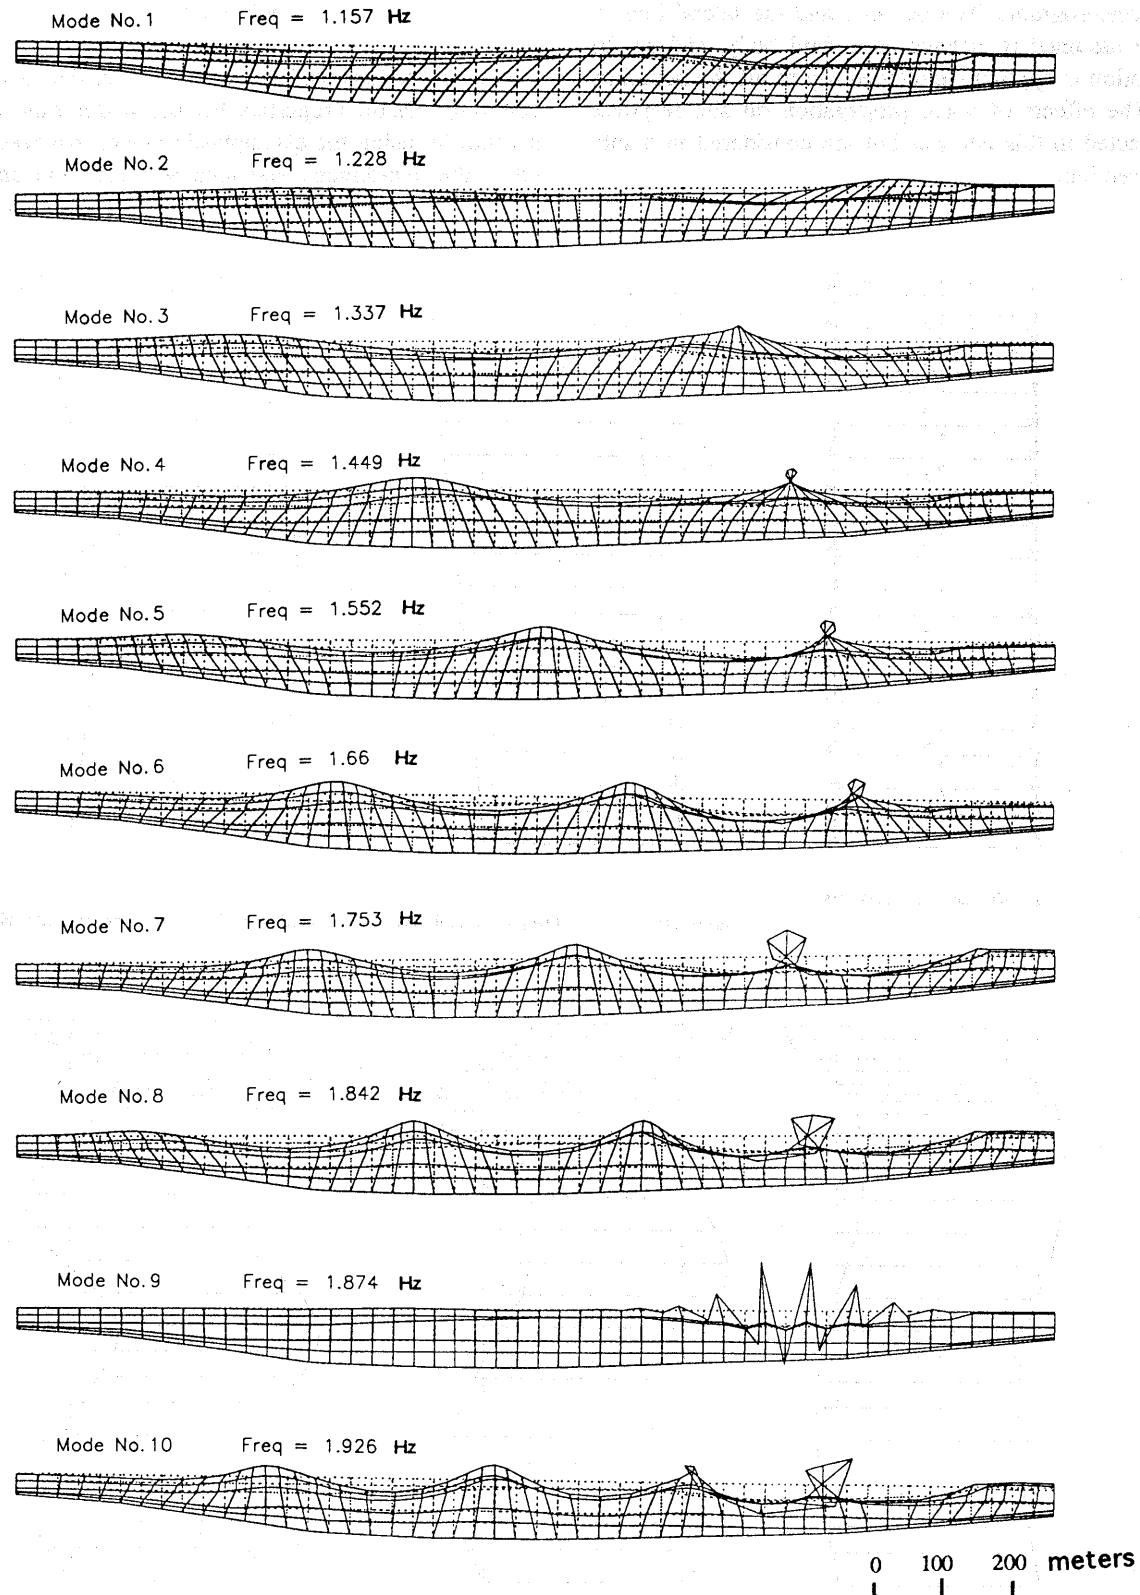 Mode No. 1 Freq = 1.157 Hz
Mode No. 2 Freq = 1.228 Hz
Mode No. 3 Freq = 1.337 Hz
Mode No. 4 Freq = 1.449 Hz
Mode No. 5 Freq = 1.552 Hz
Mode No. 6 Freq = 1.66 Hz
Mode No. 7 Freq = 1.753 Hz
Mode No. 8 Freq = 1.842 Hz
Mode No. 9 Freq = 1.874 Hz
Mode No. 10 Freq = 1.926 Hz
0 100 200 meters